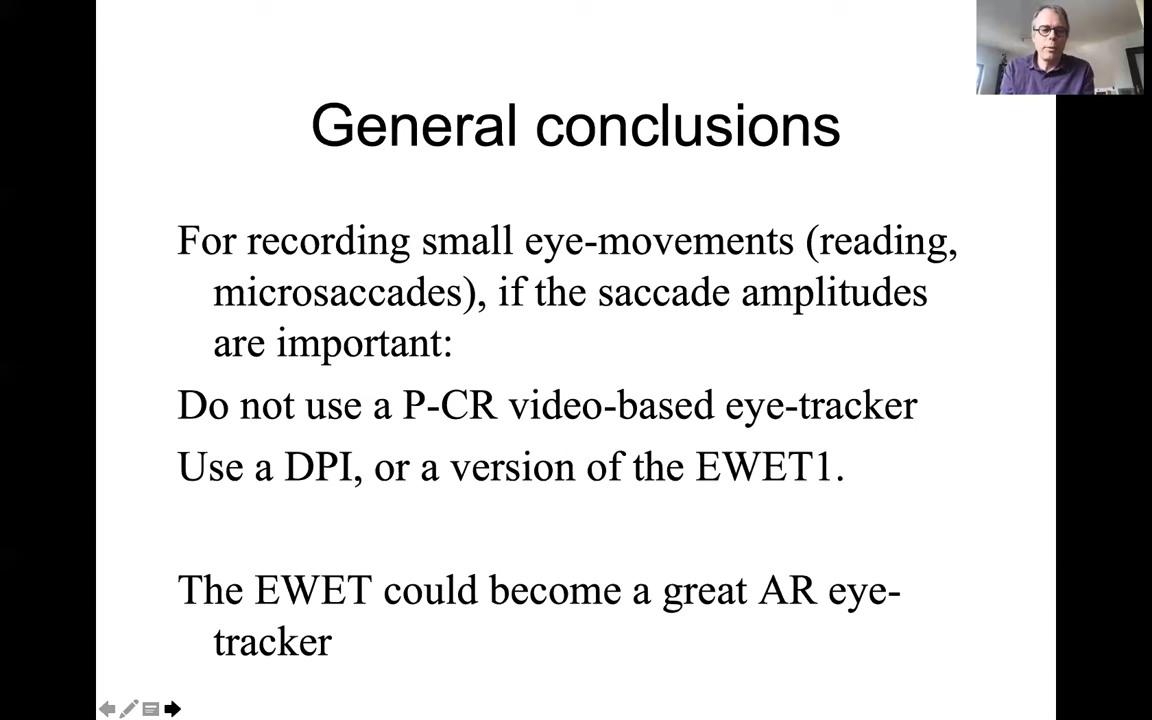 General conclusions
For recording small eye-movements (reading,
microsaccades), if the saccade amplitudes
are important:
Do not use a P-CR video-based eye-tracker
Use a DPI, or a version of the EWET1.
The EWET could become a great AR eye-
tracker